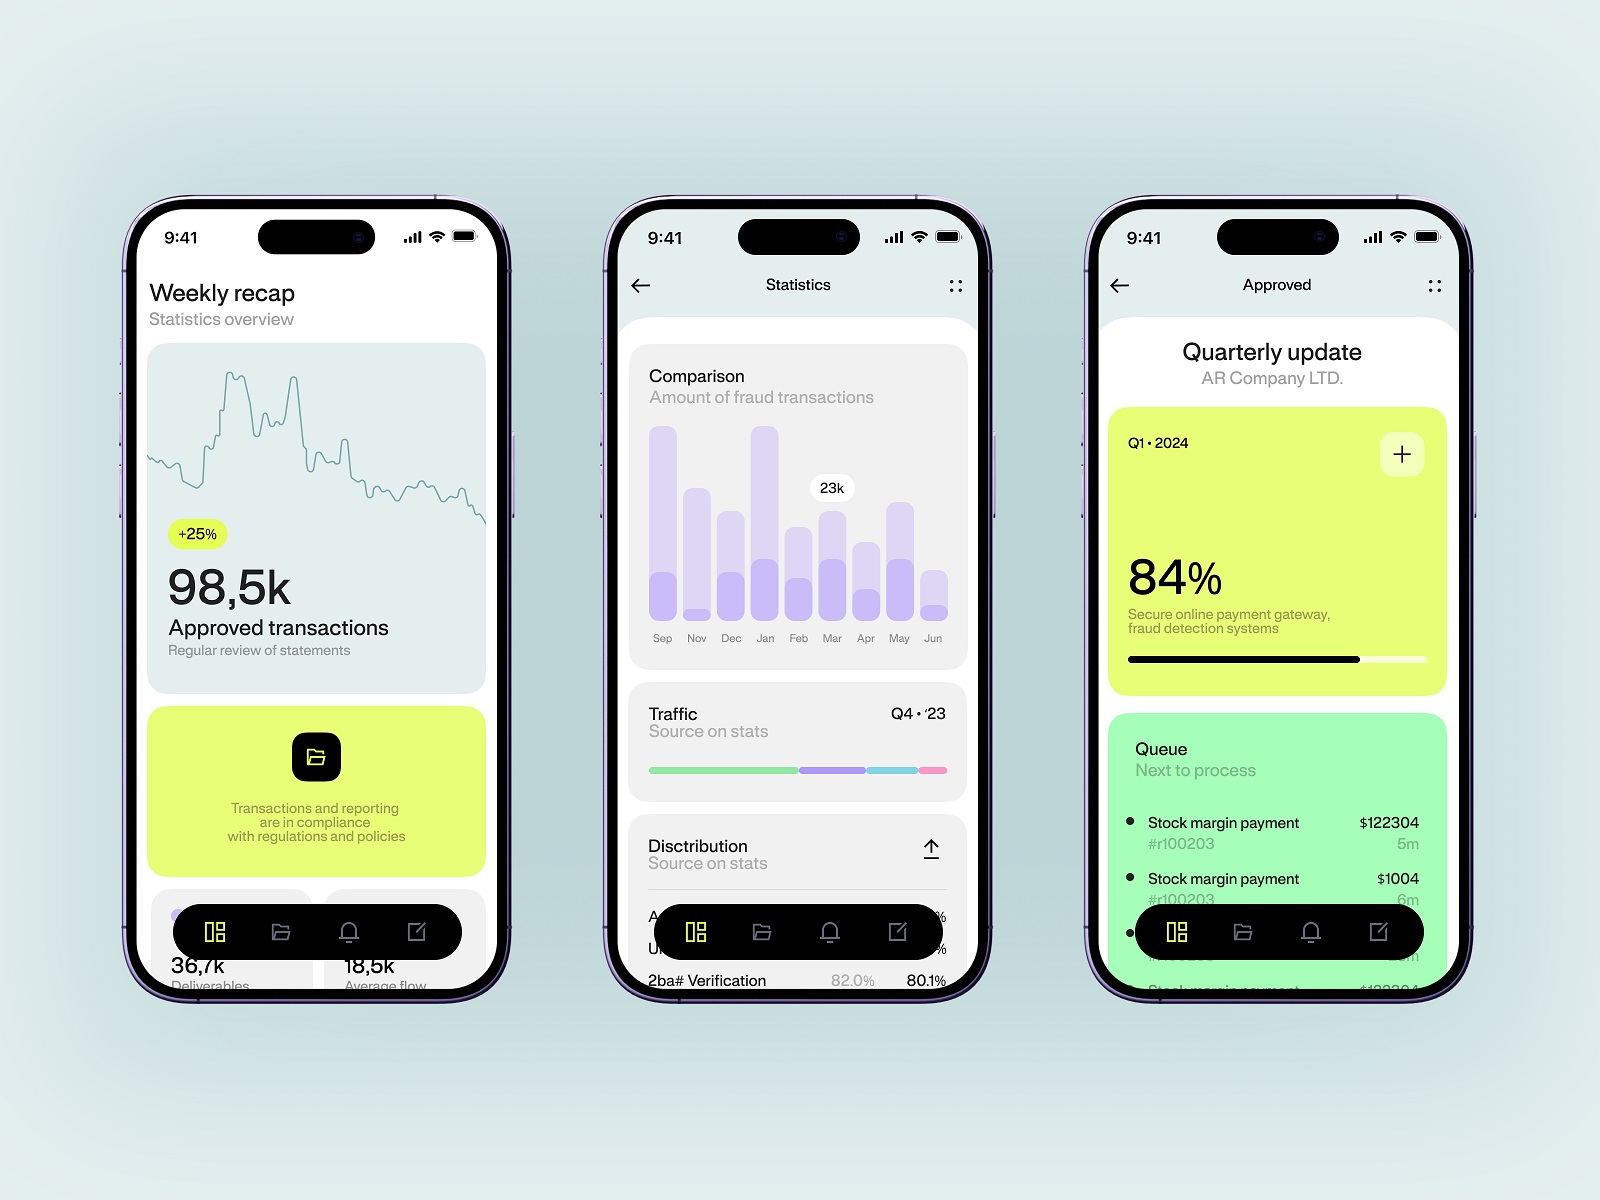 9:41
Weekly recap
Statistics overview
+25%
98,5k
Approved transactions
Regular review of statements
Transactions and reporting
are in compliance
with regulations and policies
36,7k
Deliverables
18,5k
Average flow
9:41
Statistics
Comparison
Amount of fraud transactions
23k
Sep Nov Dec Jan Feb Mar Apr May Jun
Traffic Q4 • ‘23
Source on stats
Disctribution
Source on stats
A %
U %
2ba# Verification 82.0% 80.1%
9:41
Approved
Quarterly update
AR Company LTD.
Q1 • 2024
84%
Secure online payment gateway,
fraud detection systems
Queue
Next to process
Stock margin payment $122304
#r100203 5m
Stock margin payment $1004
#r100203 6m
Stock margin payment $122304